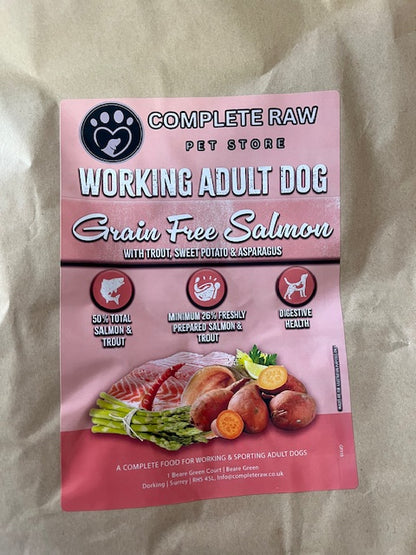 COMPLETE RAW
PET STORE
WORKING ADULT DOG
Grain Free Salmon
WITH TROUT, SWEET POTATO & ASPARAGUS
50% TOTAL
SALMON &
TROUT
MINIMUM 26% FRESHLY
PREPARED SALMON &
TROUT
DIGESTIVE
HEALTH
A COMPLETE FOOD FOR WORKING & SPORTING ADULT DOGS
1 Beare Green Court | Beare Green
Dorking | Surrey | RH5 4SL, Info@completeraw.co.uk